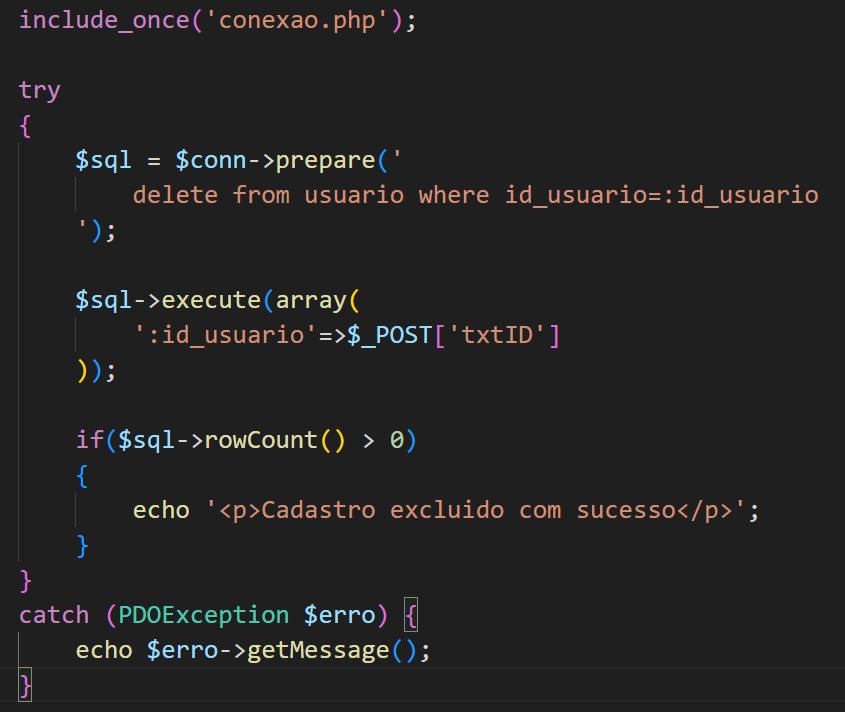 include_once('conexao.php');
try
{
$sql = $conn->prepare('
delete from usuario where id_usuario=:id_usuario
');
$sql->execute(array(
':id_usuario'=>$_POST['txtID']
));
if($sql->rowCount() > 0)
{
echo '<p>Cadastro excluido com sucesso</p>';
}
}
catch (PDOException $erro) {
echo $erro->getMessage();
}